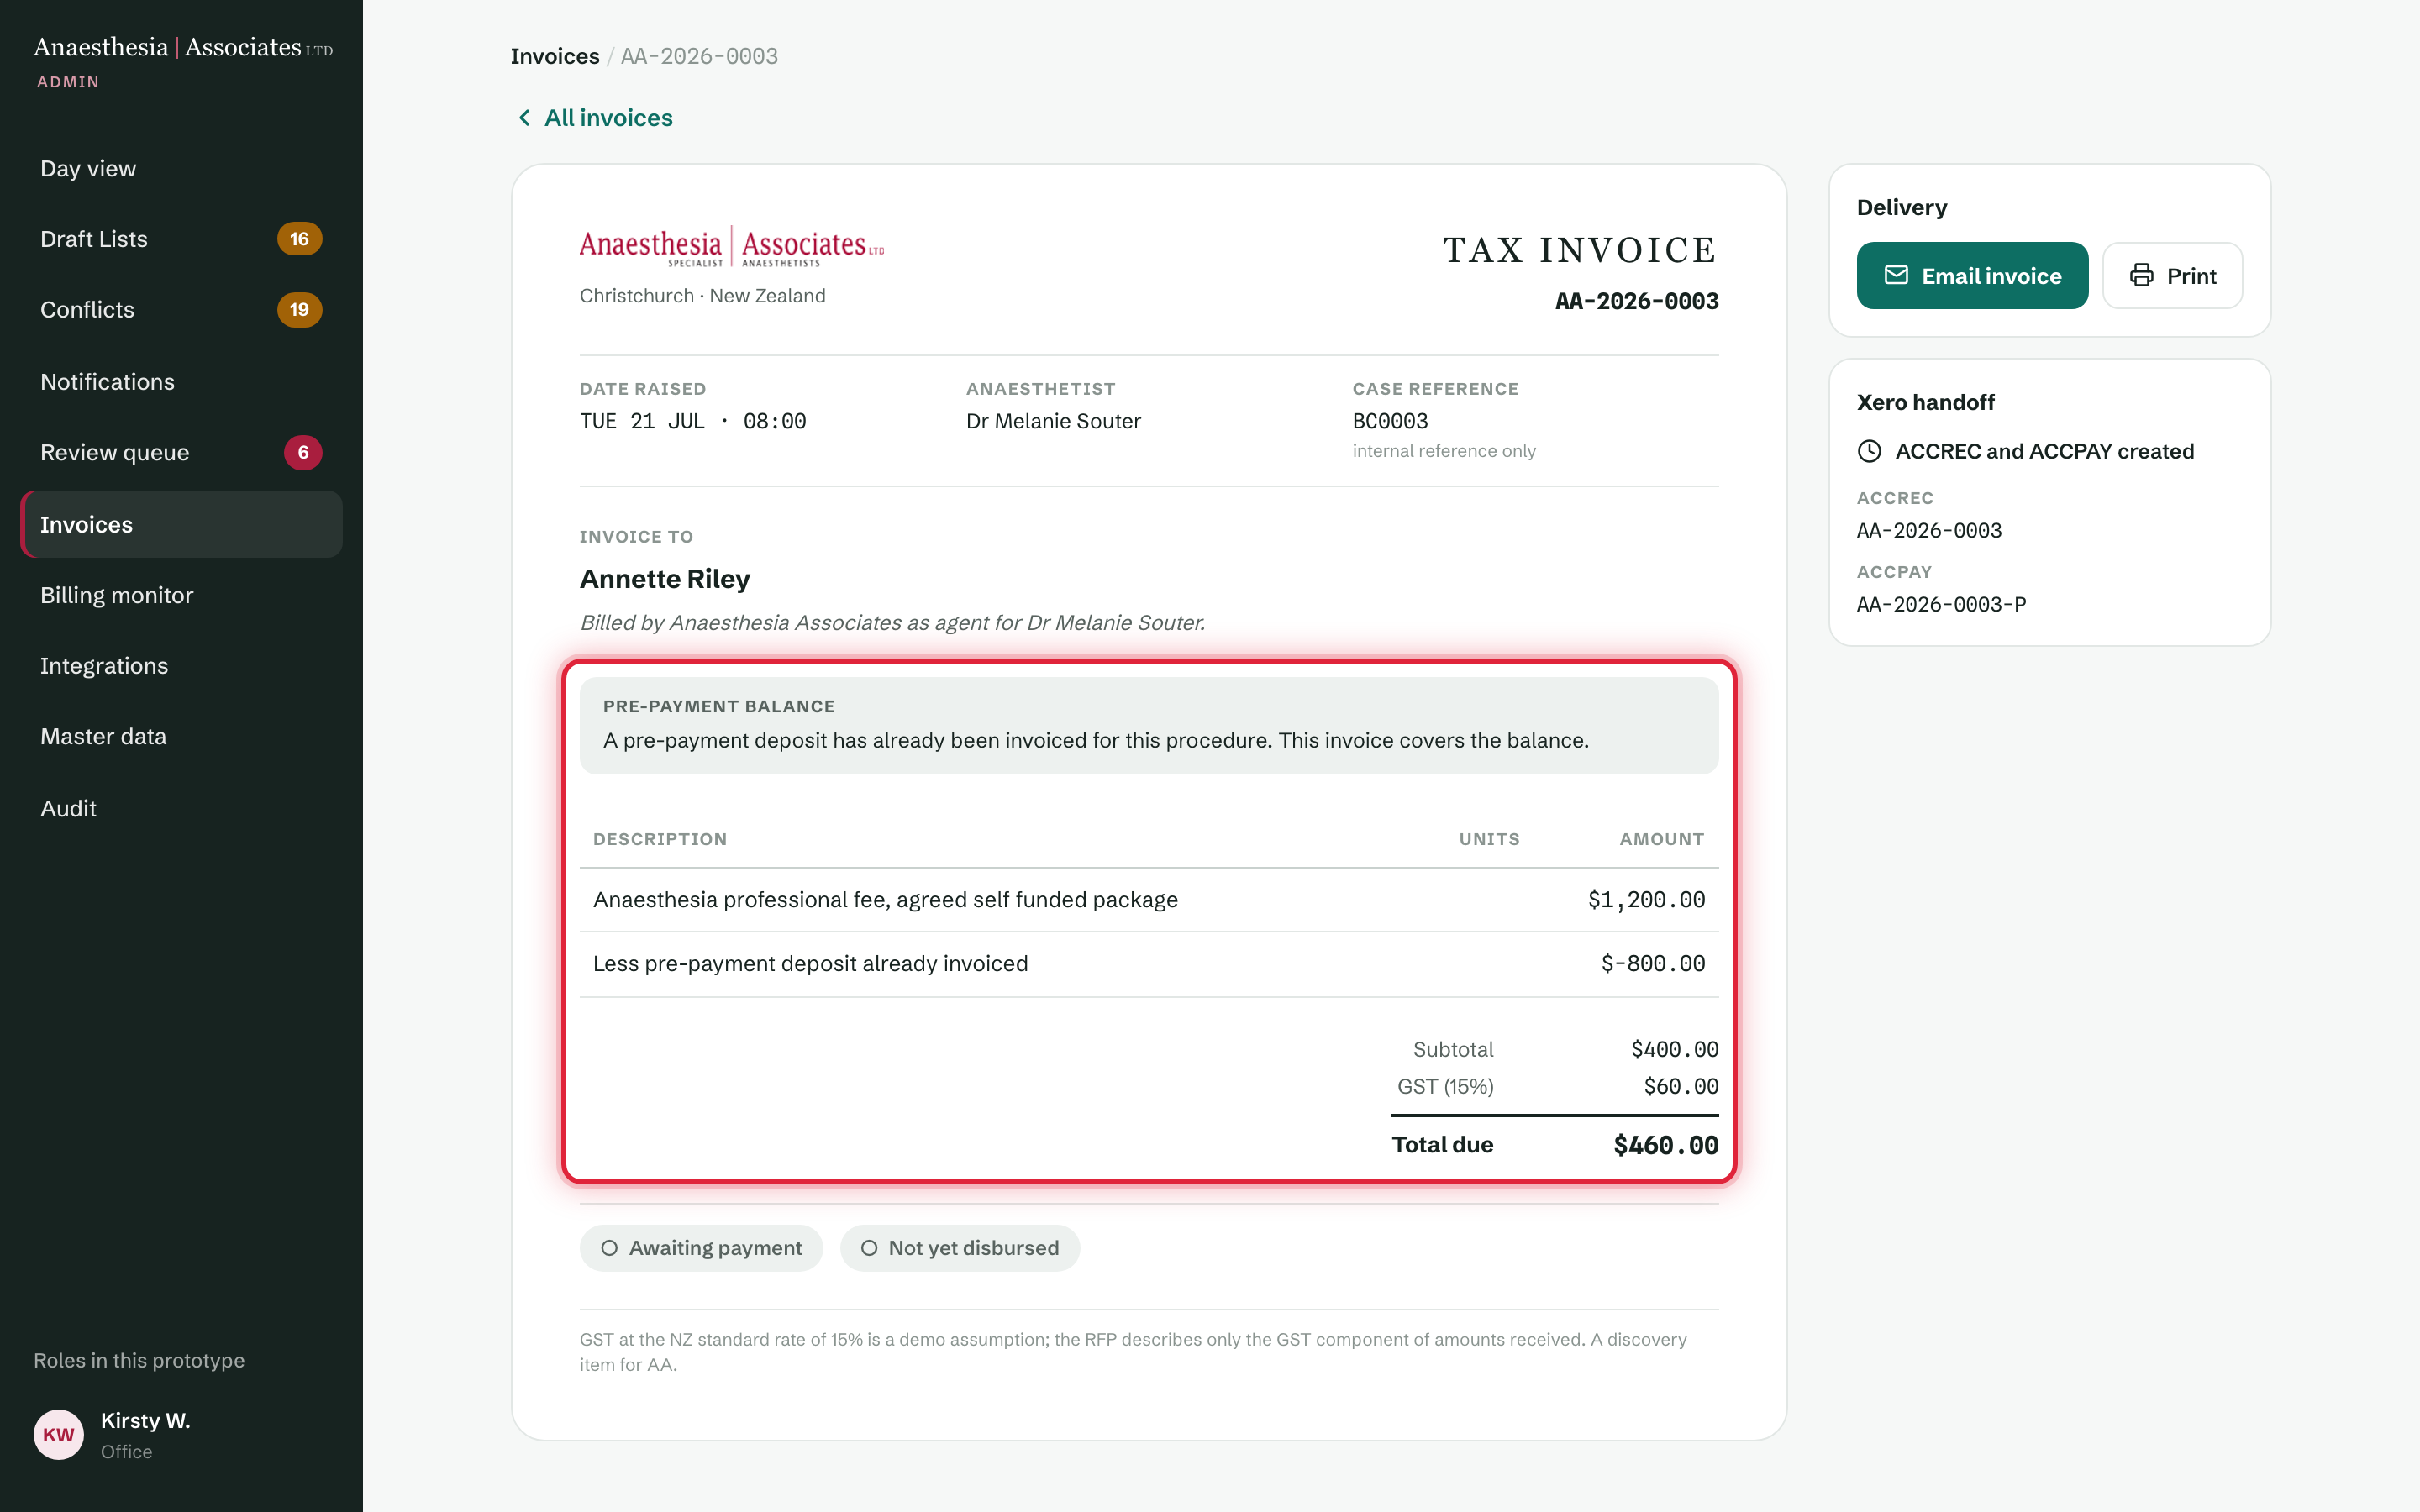 Anaesthesia | Associates LTD
ADMIN
Day view
Draft Lists 16
Conflicts 19
Notifications
Review queue 6
Invoices
Billing monitor
Integrations
Master data
Audit
Roles in this prototype
KW
Kirsty W.
Office
Invoices / AA-2026-0003
All invoices
Anaesthesia | Associates LTD
SPECIALIST ANAESTHETISTS
Christchurch · New Zealand
TAX INVOICE
AA-2026-0003
DATE RAISED
TUE 21 JUL · 08:00
ANAESTHETIST
Dr Melanie Souter
CASE REFERENCE
BC0003
internal reference only
INVOICE TO
Annette Riley
Billed by Anaesthesia Associates as agent for Dr Melanie Souter.
PRE-PAYMENT BALANCE
A pre-payment deposit has already been invoiced for this procedure. This invoice covers the balance.
DESCRIPTION UNITS AMOUNT
Anaesthesia professional fee, agreed self funded package $1,200.00
Less pre-payment deposit already invoiced $-800.00
Subtotal $400.00
GST (15%) $60.00
Total due $460.00
Awaiting payment Not yet disbursed
GST at the NZ standard rate of 15% is a demo assumption; the RFP describes only the GST component of amounts received. A discovery
item for AA.
Delivery
Email invoice Print
Xero handoff
ACCREC and ACCPAY created
ACCREC
AA-2026-0003
ACCPAY
AA-2026-0003-P